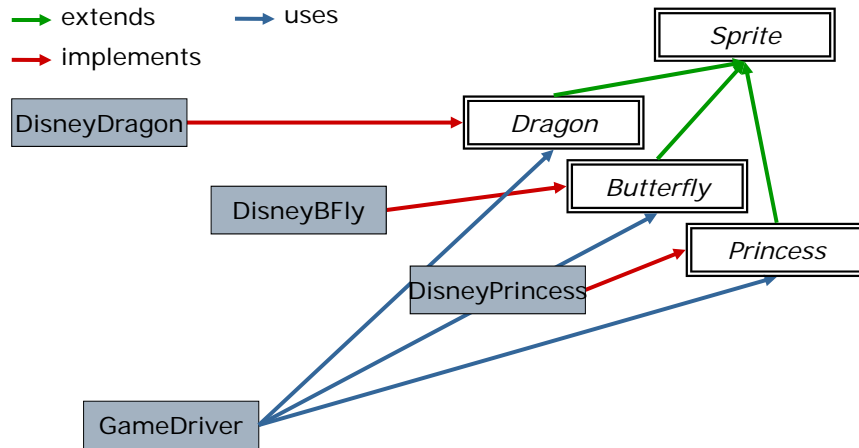 extends
uses
implements
Sprite
DisneyDragon
Dragon
Butterfly
DisneyBFly
Princess
DisneyPrincess
GameDriver